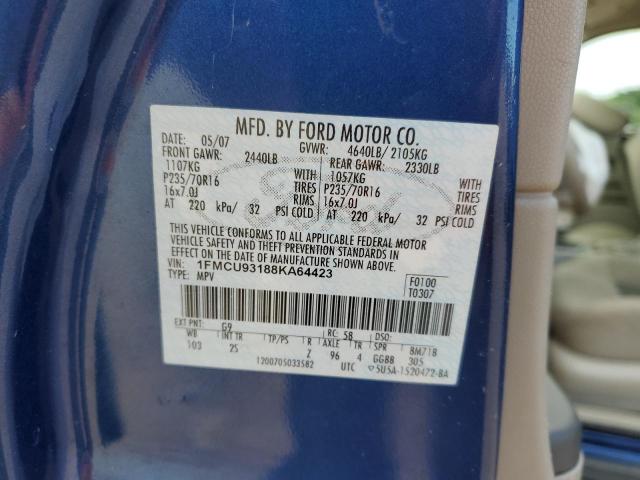 MFD. BY FORD MOTOR CO.
DATE: 05/07 GVWR: 4640LB/ 2105KG
FRONT GAWR: 2440LB REAR GAWR: 2330LB
1107KG WITH 1057KG WITH
P235/70R16 TIRES P235/70R16 TIRES
16x7.0J RIMS 16x7.0J RIMS
AT 220 kPa/ 32 PSI COLD AT 220 kPa/ 32 PSI COLD
THIS VEHICLE CONFORMS TO ALL APPLICABLE FEDERAL MOTOR
VEHICLE SAFETY AND THEFT PREVENTION STANDARDS IN
EFFECT ON THE DATE OF MANUFACTURE SHOWN ABOVE.
VIN: 1FMCU93188KA64423 F0100
TYPE: MPV T0307
EXT PNT: G9 RC: 58 DSO:
WB INT TR TP/PS R AXLE TR SPR BM71B
103 25 Z 96 4 GGBB 305
1200705033582 UTC 5U5A-1520472-BA
Ford